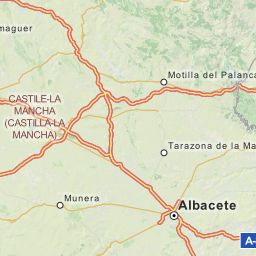 maguer
Motilla del Palanca
CASTILE-LA
MANCHA
(CASTILLA-LA
MANCHA)
Tarazona de la Ma
Munera
Albacete
A-